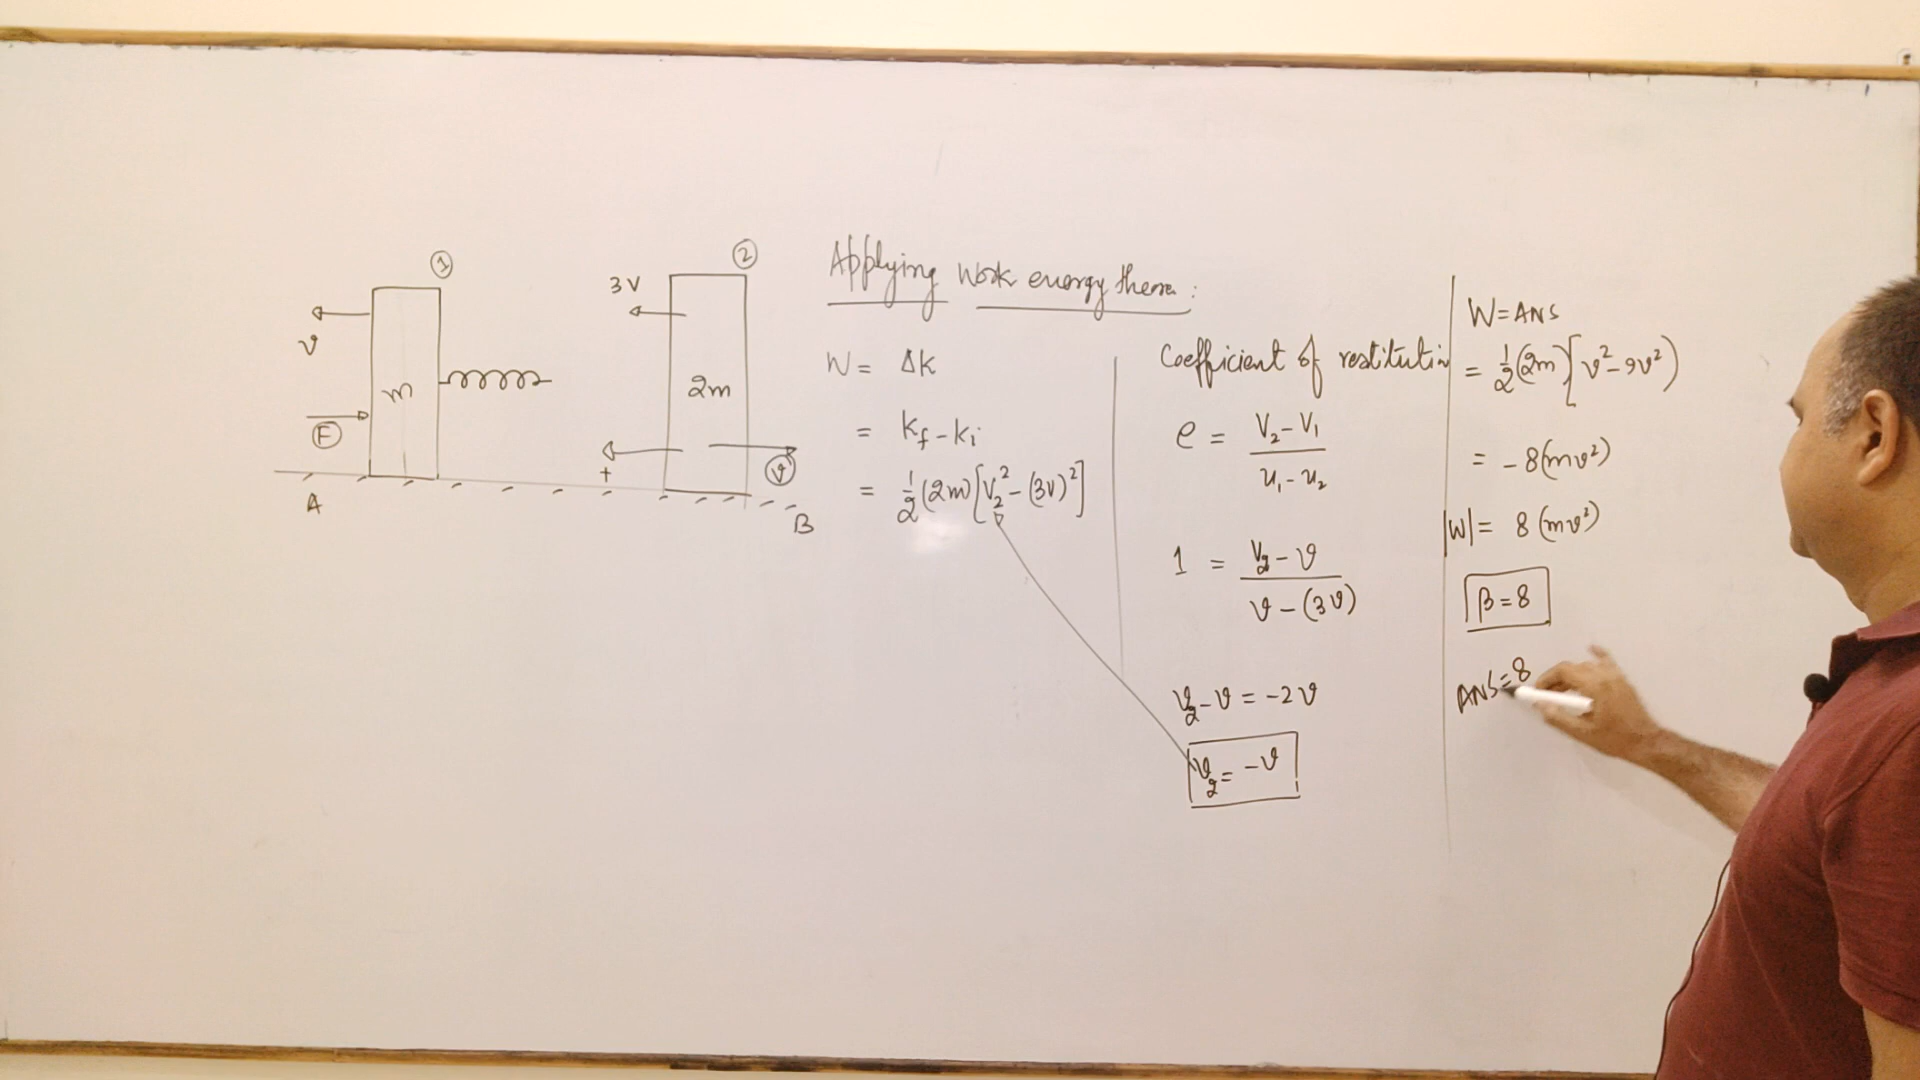 ①
②
3V
v
m
2m
F
+
v
A
B
Applying Work energy therm :
W = Δk
= kf - ki
= 1/2 (2m) [V₂² - (3V)²]
Coefficient of restitutin
e = (V₂ - V₁) / (u₁ - u₂)
1 = (V₂ - v) / (v - (3v))
v₂ - v = -2v
v₂ = -v
W = ANS
= 1/2 (2m) [v² - 9v²)
= - 8(mv²)
|W| = 8 (mv²)
β = 8
ANS = 8